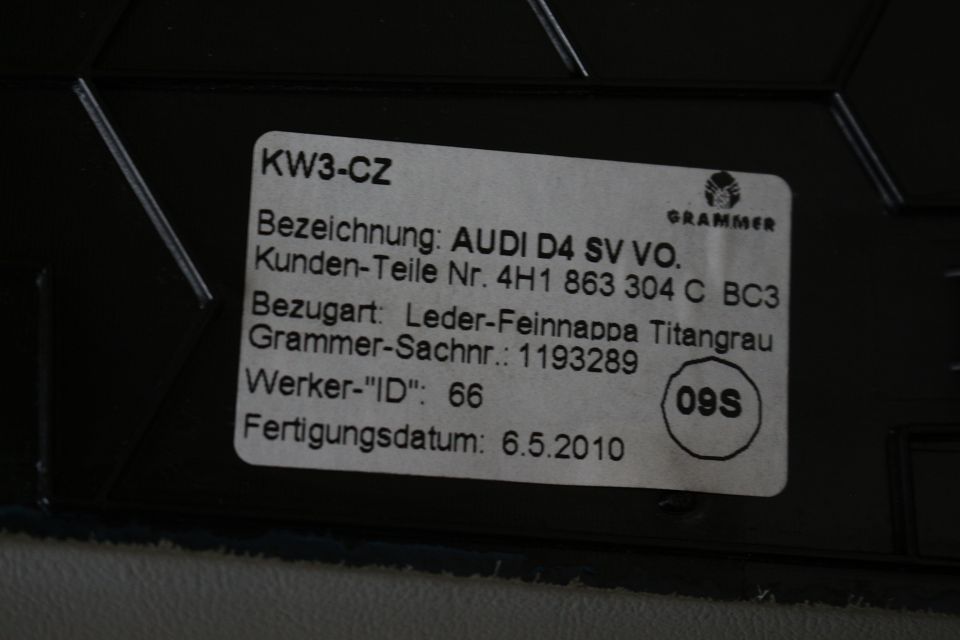 KW3-CZ
GRAMMER
Bezeichnung: AUDI D4 SV VO.
Kunden-Teile Nr. 4H1 863 304 C BC3
Bezugart: Leder-Feinnappa Titangrau
Grammer-Sachnr.: 1193289
09S
Werker-"ID": 66
Fertigungsdatum: 6.5.2010